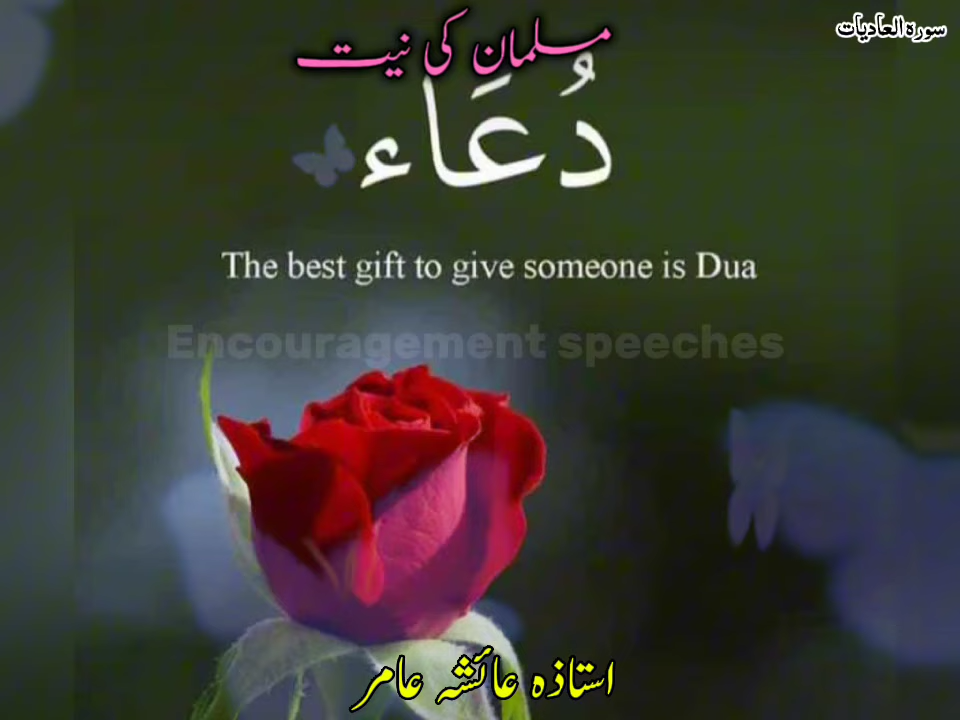 سورۃ العادیات
مسلمان کی نیت
دُعَاء
The best gift to give someone is Dua
Encouragement speeches
استاذہ عائشہ عامر